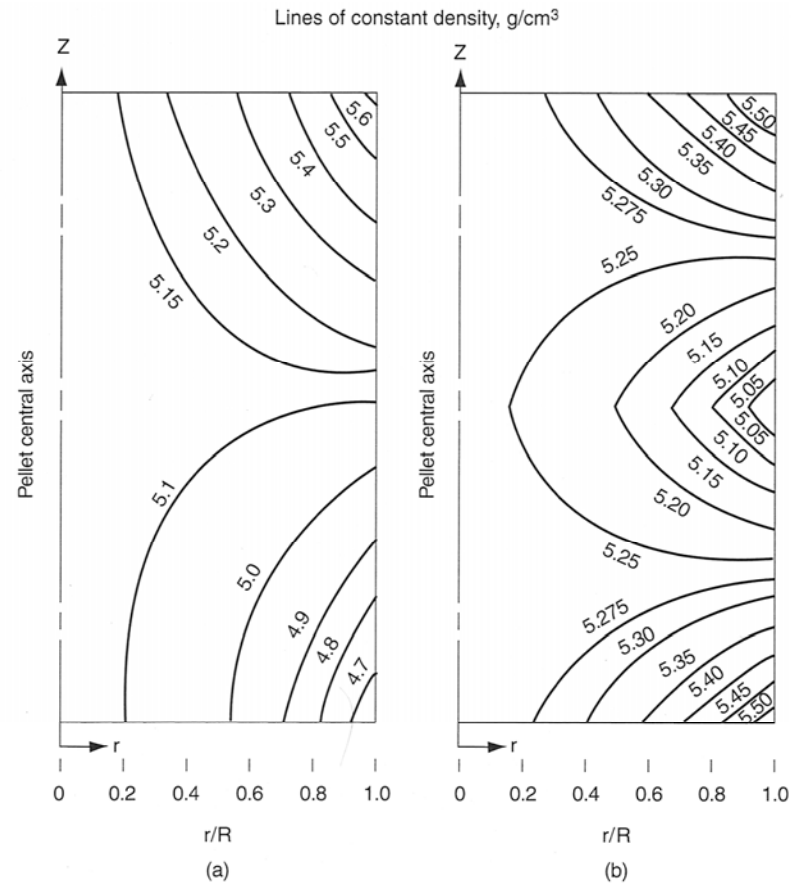 Lines of constant density, g/cm³
Z
5.6
5.5
5.4
5.3
5.2
5.15
5.1
5.0
4.9
4.8
4.7
Pellet central axis
r
0 0.2 0.4 0.6 0.8 1.0
r/R
(a)
Z
5.50
5.45
5.40
5.35
5.30
5.275
5.25
5.20
5.15
5.10
5.05
5.05
5.10
5.15
5.20
5.25
5.275
5.30
5.35
5.40
5.45
5.50
Pellet central axis
r
0 0.2 0.4 0.6 0.8 1.0
r/R
(b)